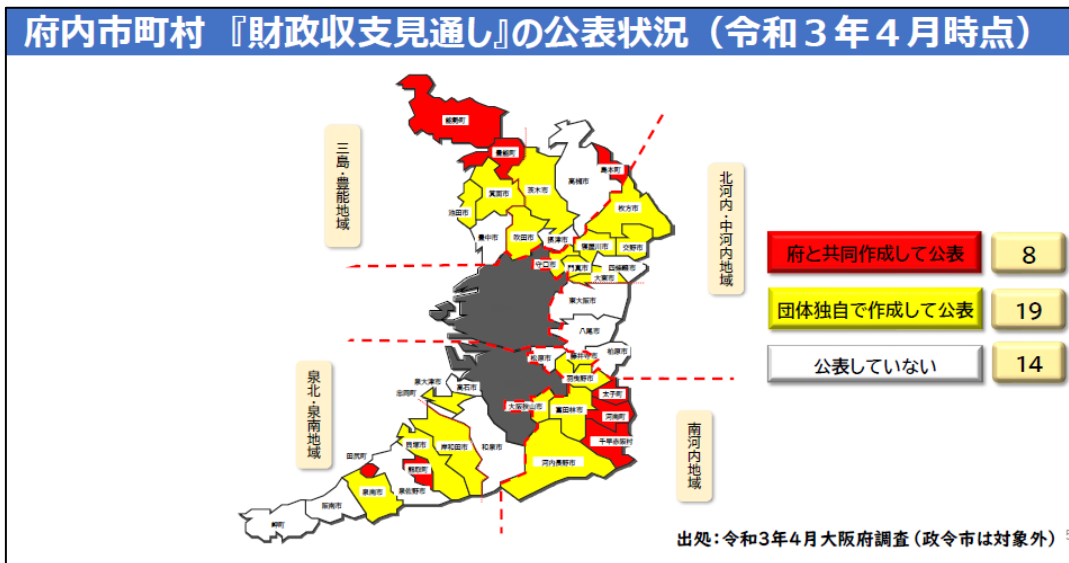 府内市町村 『財政収支見通し』の公表状況（令和３年４月時点）
三島・豊能地域
能勢町
豊能町
島本町
高槻市
茨木市
箕面市
池田市
枚方市
豊中市
吹田市
摂津市
寝屋川市
交野市
守口市
門真市
四條畷市
大東市
東大阪市
八尾市
北河内・中河内地域
府と共同作成して公表 8
団体独自で作成して公表 19
公表していない 14
松原市
藤井寺市
柏原市
羽曳野市
太子町
泉大津市
高石市
忠岡町
大阪狭山市
富田林市
河南町
千早赤阪村
泉北・泉南地域
貝塚市
岸和田市
和泉市
河内長野市
南河内地域
田尻町
熊取町
泉佐野市
泉南市
阪南市
岬町
出処：令和3年4月大阪府調査（政令市は対象外）
5